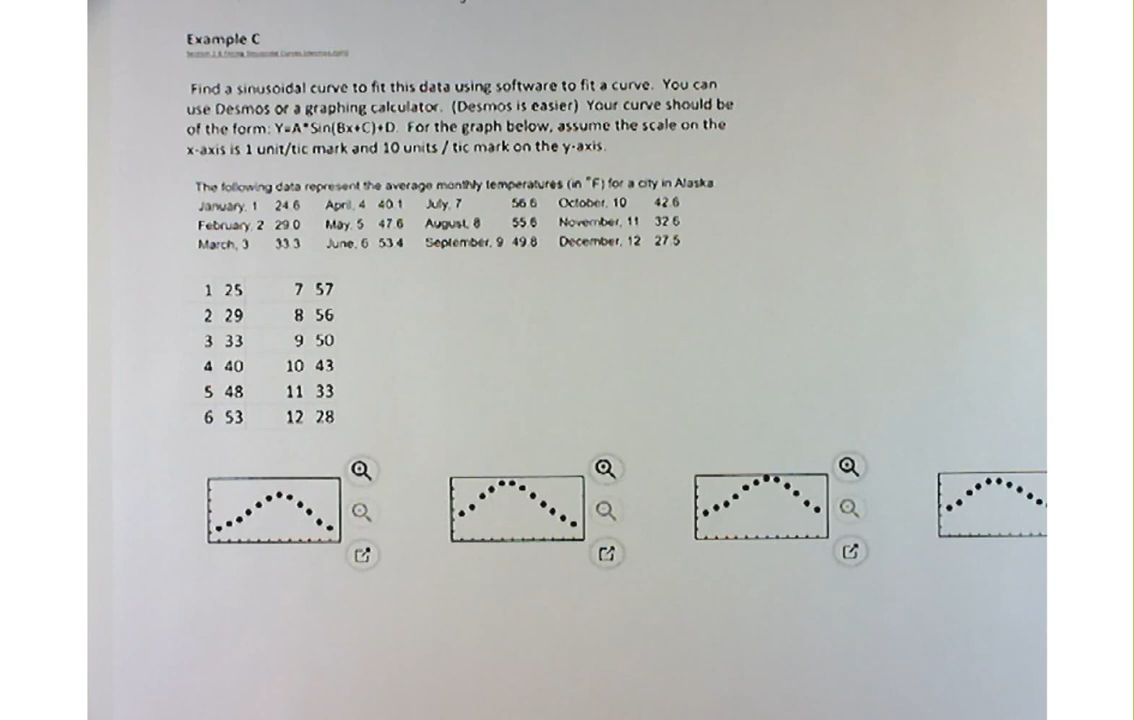 Example C
Find a sinusoidal curve to fit this data using software to fit a curve. You can
use Desmos or a graphing calculator. (Desmos is easier) Your curve should be
of the form: Y=A*Sin(Bx+C)+D. For the graph below, assume the scale on the
x-axis is 1 unit/tic mark and 10 units / tic mark on the y-axis.
The following data represent the average monthly temperatures (in °F) for a city in Alaska
January, 1 24.6 April, 4 40.1 July, 7 56.6 October, 10 42.6
February, 2 29.0 May, 5 47.6 August, 8 55.6 November, 11 32.6
March, 3 33.3 June, 6 53.4 September, 9 49.8 December, 12 27.5
1 25 7 57
2 29 8 56
3 33 9 50
4 40 10 43
5 48 11 33
6 53 12 28